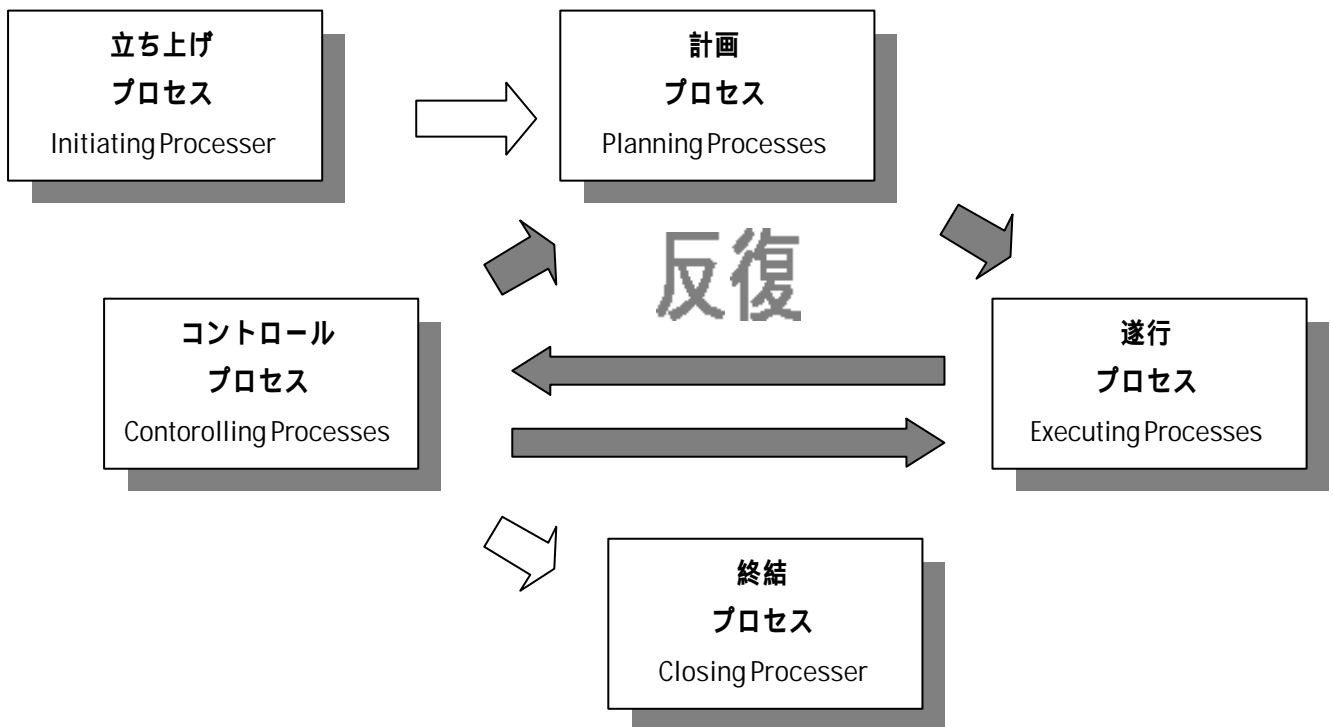 立ち上げ
プロセス
Initiating Processer
計画
プロセス
Planning Processes
反復
コントロール
プロセス
Contorolling Processes
遂行
プロセス
Executing Processes
終結
プロセス
Closing Processer